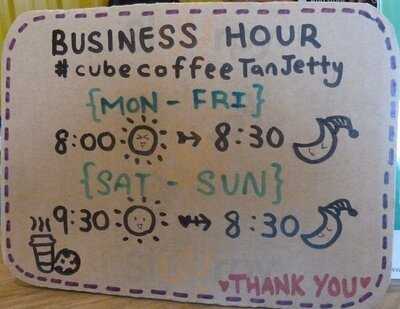 BUSINESS HOUR
#cubecoffeeTanJetty
{MON - FRI}
8:00 8:30
{SAT - SUN}
9:30 8:30
THANK YOU